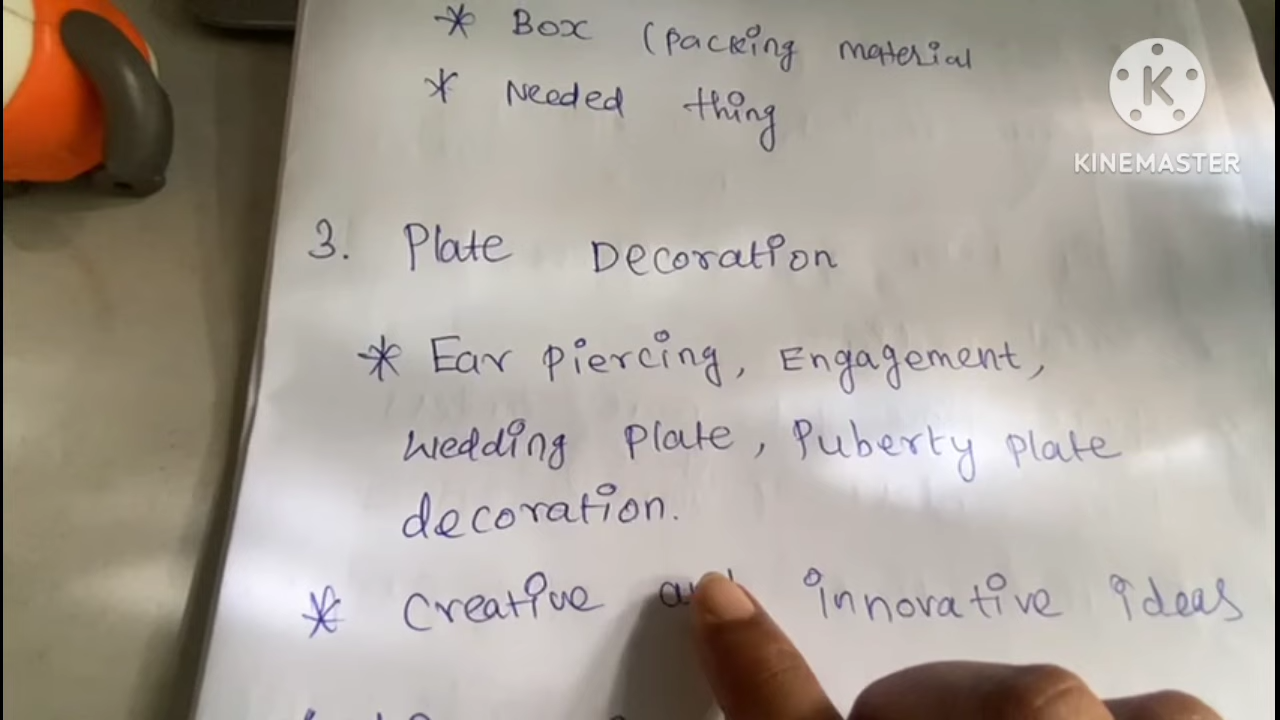 * Box (packing material
* Needed thing
KINEMASTER
3. Plate Decoration
* Ear piercing, Engagement,
wedding plate, Puberty plate
decoration.
* Creative and innovative ideas